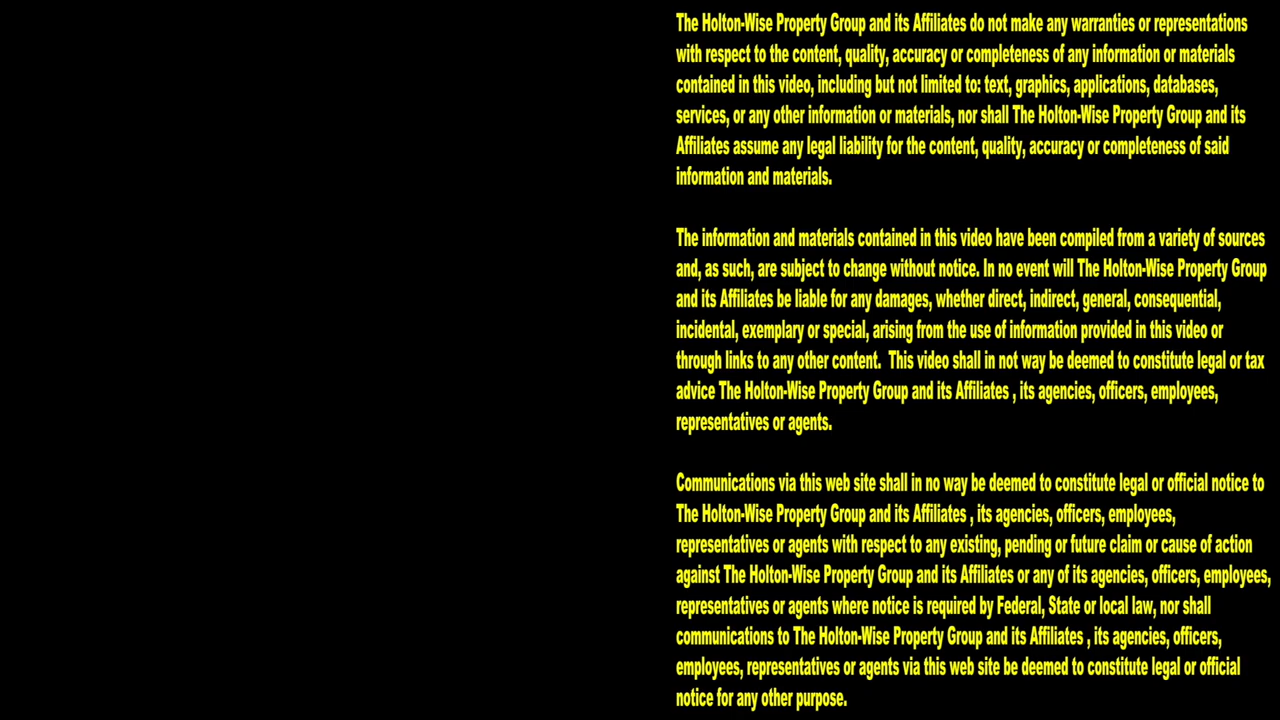 The Holton-Wise Property Group and its Affiliates do not make any warranties or representations
with respect to the content, quality, accuracy or completeness of any information or materials
contained in this video, including but not limited to: text, graphics, applications, databases,
services, or any other information or materials, nor shall The Holton-Wise Property Group and its
Affiliates assume any legal liability for the content, quality, accuracy or completeness of said
information and materials.
The information and materials contained in this video have been compiled from a variety of sources
and, as such, are subject to change without notice. In no event will The Holton-Wise Property Group
and its Affiliates be liable for any damages, whether direct, indirect, general, consequential,
incidental, exemplary or special, arising from the use of information provided in this video or
through links to any other content.  This video shall in not way be deemed to constitute legal or tax
advice The Holton-Wise Property Group and its Affiliates , its agencies, officers, employees,
representatives or agents.
Communications via this web site shall in no way be deemed to constitute legal or official notice to
The Holton-Wise Property Group and its Affiliates , its agencies, officers, employees,
representatives or agents with respect to any existing, pending or future claim or cause of action
against The Holton-Wise Property Group and its Affiliates or any of its agencies, officers, employees,
representatives or agents where notice is required by Federal, State or local law, nor shall
communications to The Holton-Wise Property Group and its Affiliates , its agencies, officers,
employees, representatives or agents via this web site be deemed to constitute legal or official
notice for any other purpose.